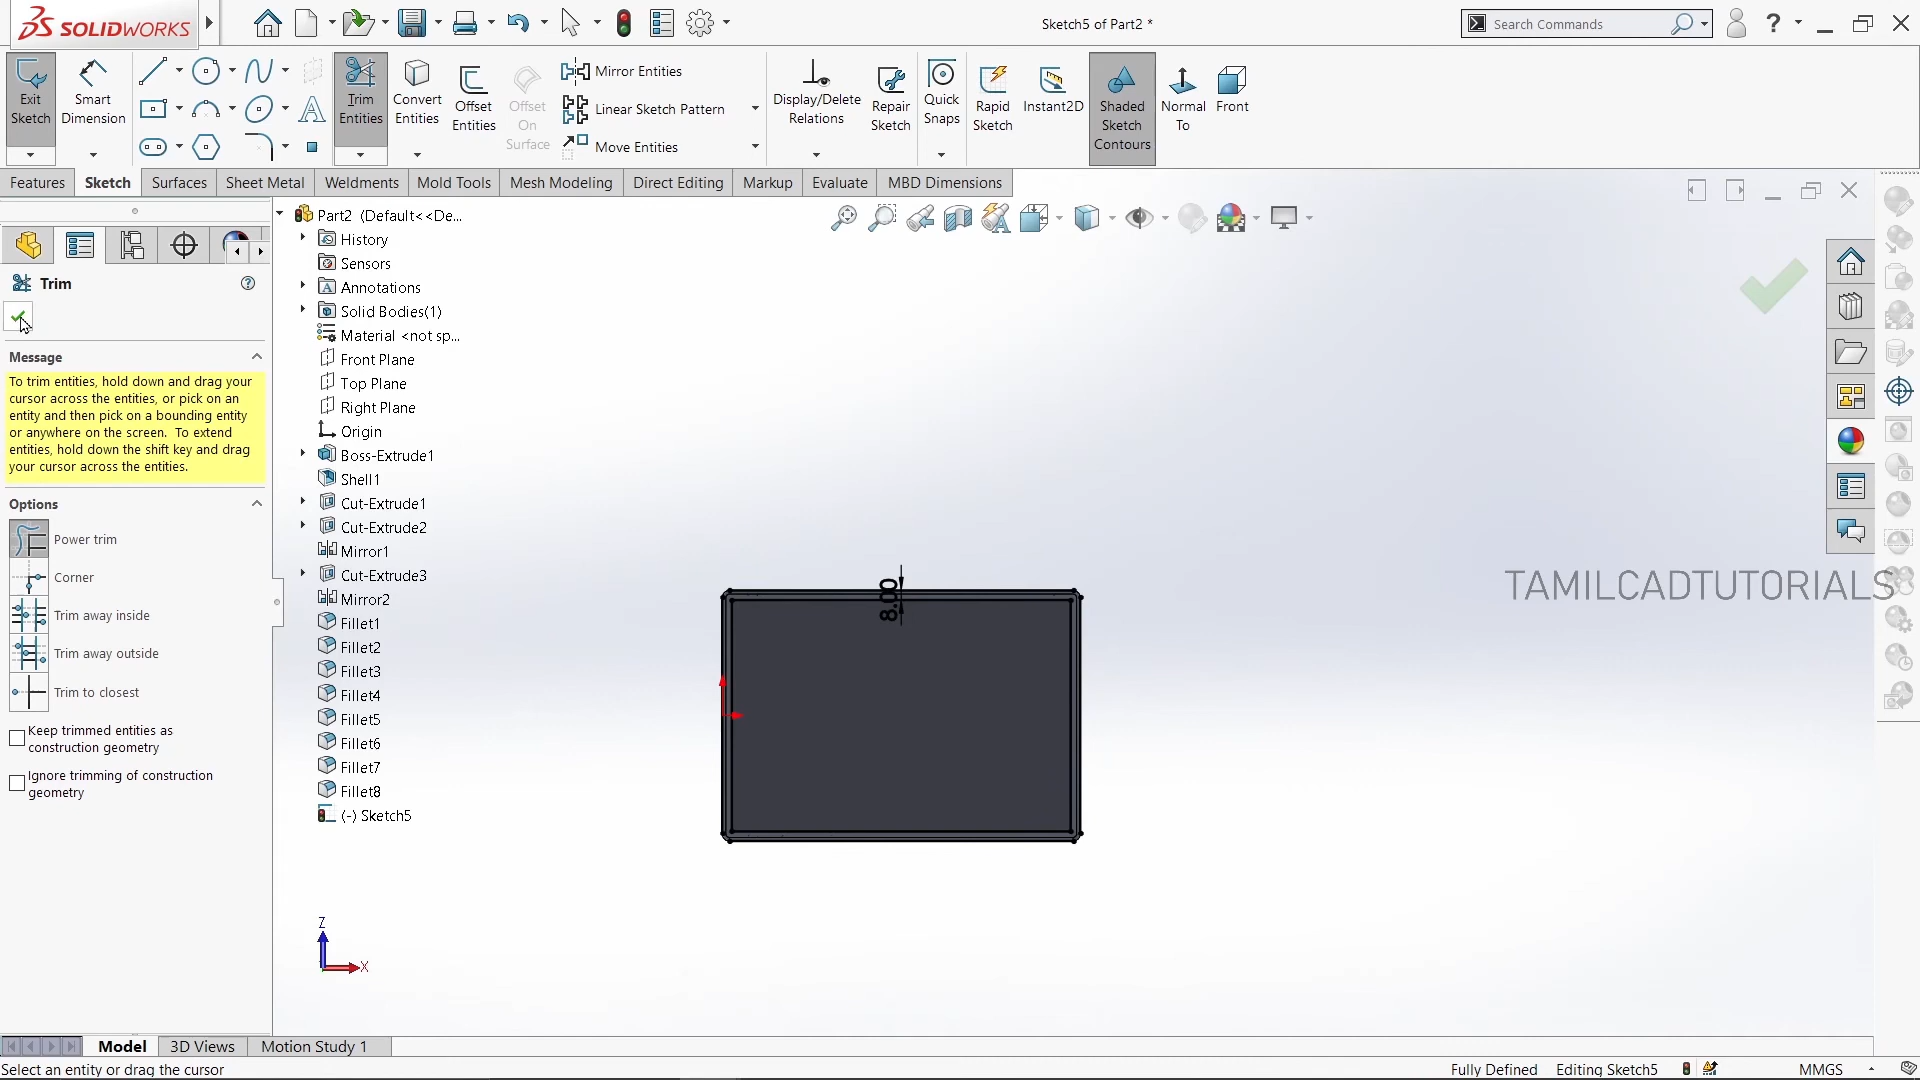 SOLIDWORKS
Sketch5 of Part2 *
Search Commands
Exit
Sketch
Smart
Dimension
Trim
Entities
Convert
Entities
Offset
Entities
Offset
On
Surface
Mirror Entities
Linear Sketch Pattern
Move Entities
Display/Delete
Relations
Repair
Sketch
Quick
Snaps
Rapid
Sketch
Instant2D
Shaded
Sketch
Contours
Normal
To
Front
Features
Sketch
Surfaces
Sheet Metal
Weldments
Mold Tools
Mesh Modeling
Direct Editing
Markup
Evaluate
MBD Dimensions
Trim
Message
To trim entities, hold down and drag your
cursor across the entities, or pick on an
entity and then pick on a bounding entity
or anywhere on the screen. To extend
entities, hold down the shift key and drag
your cursor across the entities.
Options
Power trim
Corner
Trim away inside
Trim away outside
Trim to closest
Keep trimmed entities as
construction geometry
Ignore trimming of construction
geometry
Part2 (Default<<De...
History
Sensors
Annotations
Solid Bodies(1)
Material <not sp...
Front Plane
Top Plane
Right Plane
Origin
Boss-Extrude1
Shell1
Cut-Extrude1
Cut-Extrude2
Mirror1
Cut-Extrude3
Mirror2
Fillet1
Fillet2
Fillet3
Fillet4
Fillet5
Fillet6
Fillet7
Fillet8
(-) Sketch5
8.00
TAMILCADTUTORIALS
Z
X
Model
3D Views
Motion Study 1
Select an entity or drag the cursor
Fully Defined
Editing Sketch5
MMGS